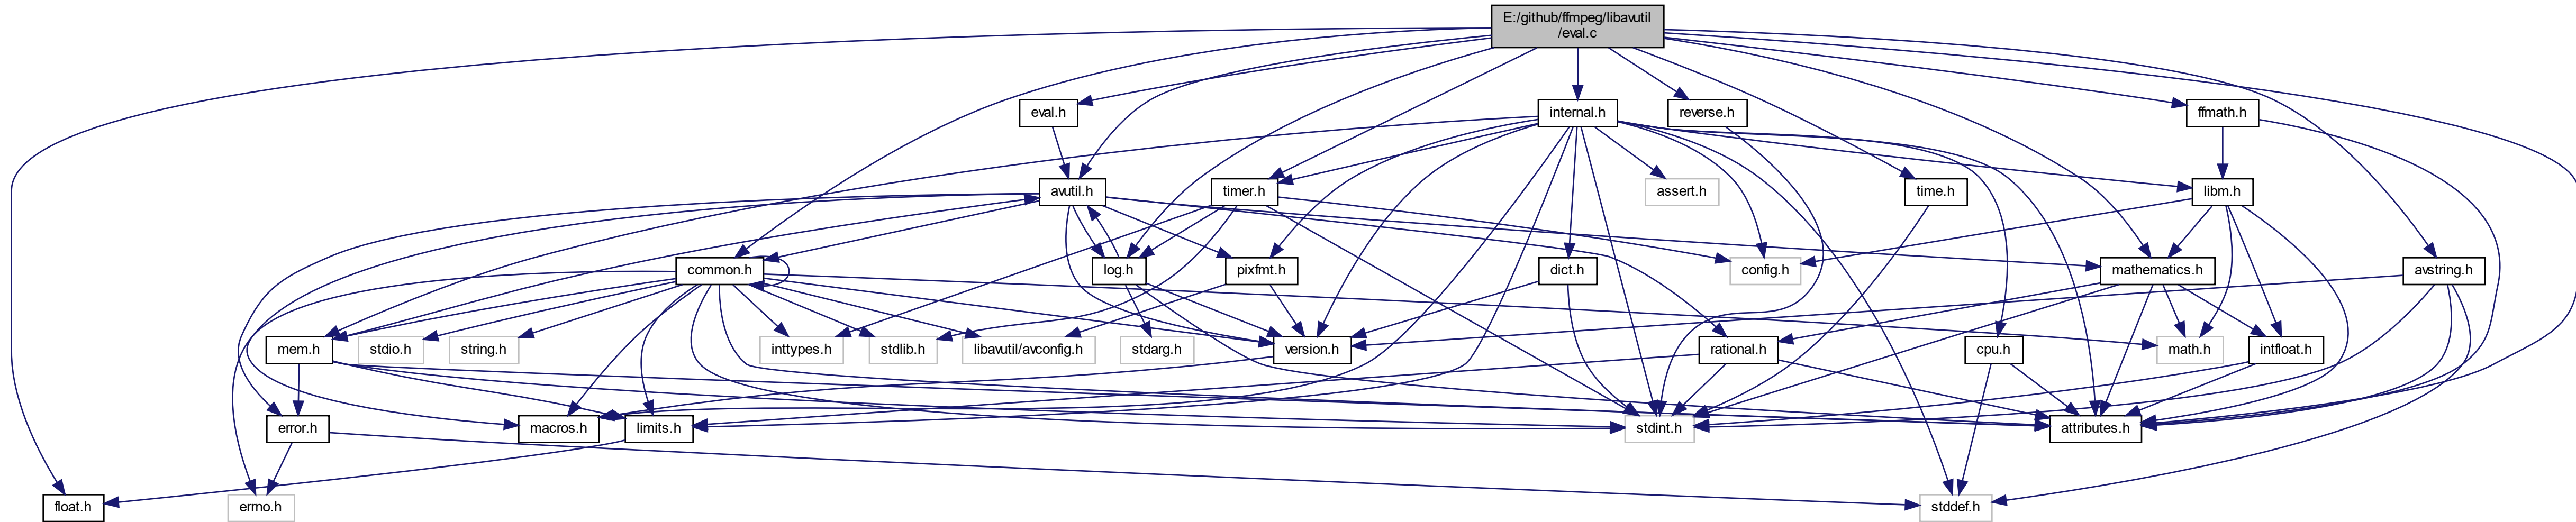 E:/github/ffmpeg/libavutil
/eval.c
eval.h
internal.h
reverse.h
ffmath.h
avutil.h
timer.h
assert.h
time.h
libm.h
common.h
log.h
pixfmt.h
dict.h
config.h
mathematics.h
avstring.h
mem.h
stdio.h
string.h
inttypes.h
stdlib.h
libavutil/avconfig.h
stdarg.h
version.h
rational.h
cpu.h
math.h
intfloat.h
error.h
macros.h
limits.h
stdint.h
attributes.h
float.h
errno.h
stddef.h